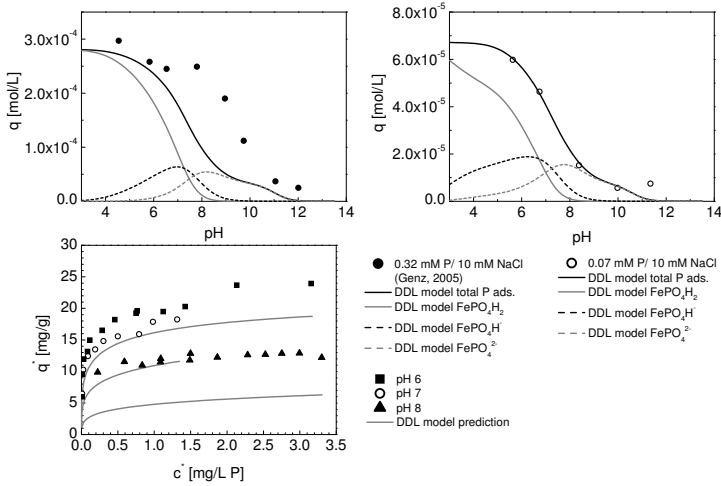 3.0x10⁻⁴
2.0x10⁻⁴
1.0x10⁻⁴
0.0
q [mol/L]
4 6 8 10 12 14
pH
8.0x10⁻⁵
6.0x10⁻⁵
4.0x10⁻⁵
2.0x10⁻⁵
0.0
q [mol/L]
4 6 8 10 12 14
pH
30
25
20
15
10
5
0
q* [mg/g]
0.0 0.5 1.0 1.5 2.0 2.5 3.0 3.5
c* [mg/L P]
0.32 mM P/ 10 mM NaCl
(Genz, 2005)
DDL model total P ads.
DDL model FePO₄H₂
DDL model FePO₄H⁻
DDL model FePO₄²⁻
0.07 mM P/ 10 mM NaCl
DDL model total P ads.
DDL model FePO₄H₂
DDL model FePO₄H⁻
DDL model FePO₄²⁻
pH 6
pH 7
pH 8
DDL model prediction